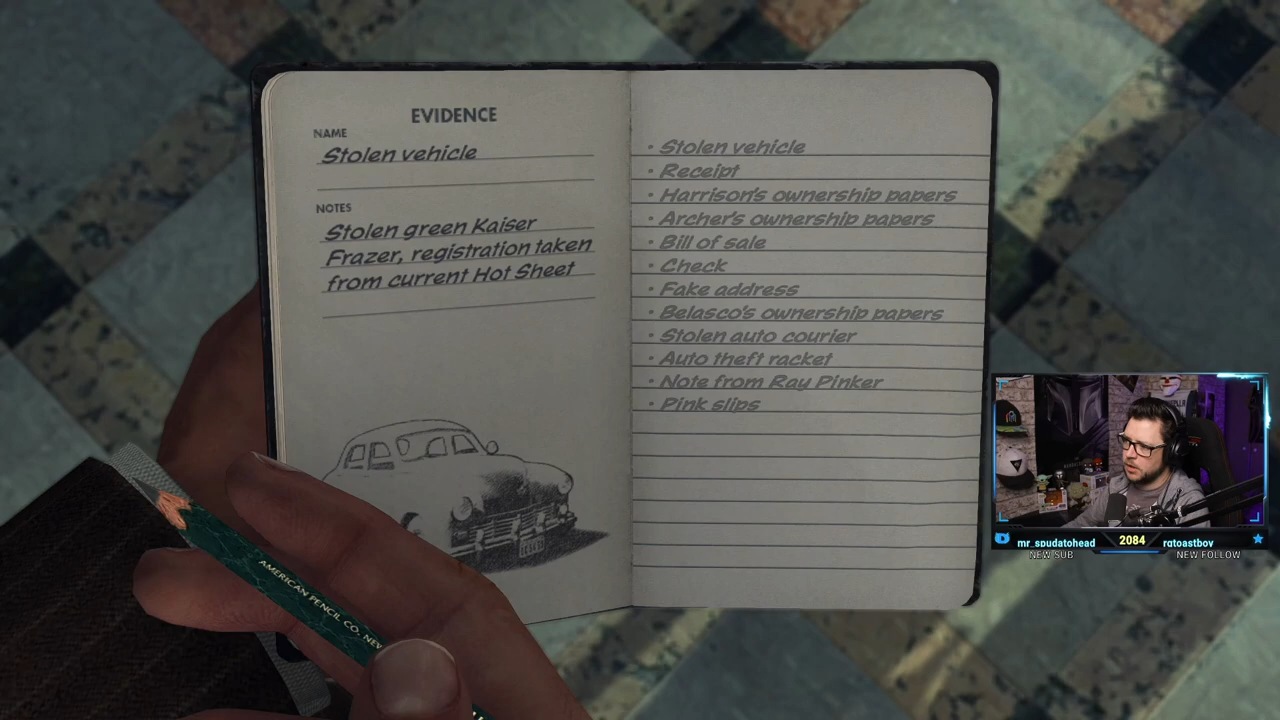 EVIDENCE
NAME
Stolen vehicle
NOTES
Stolen green Kaiser
Frazer, registration taken
from current Hot Sheet
• Stolen vehicle
• Receipt
• Harrison's ownership papers
• Archer's ownership papers
• Bill of sale
• Check
• Fake address
• Belasco's ownership papers
• Stolen auto courier
• Auto theft racket
• Note from Ray Pinker
• Pink slips
AMERICAN PENCIL CO. NEW
mr_spudatohead 2084 rgtoastboy
NEW SUB NEW FOLLOW